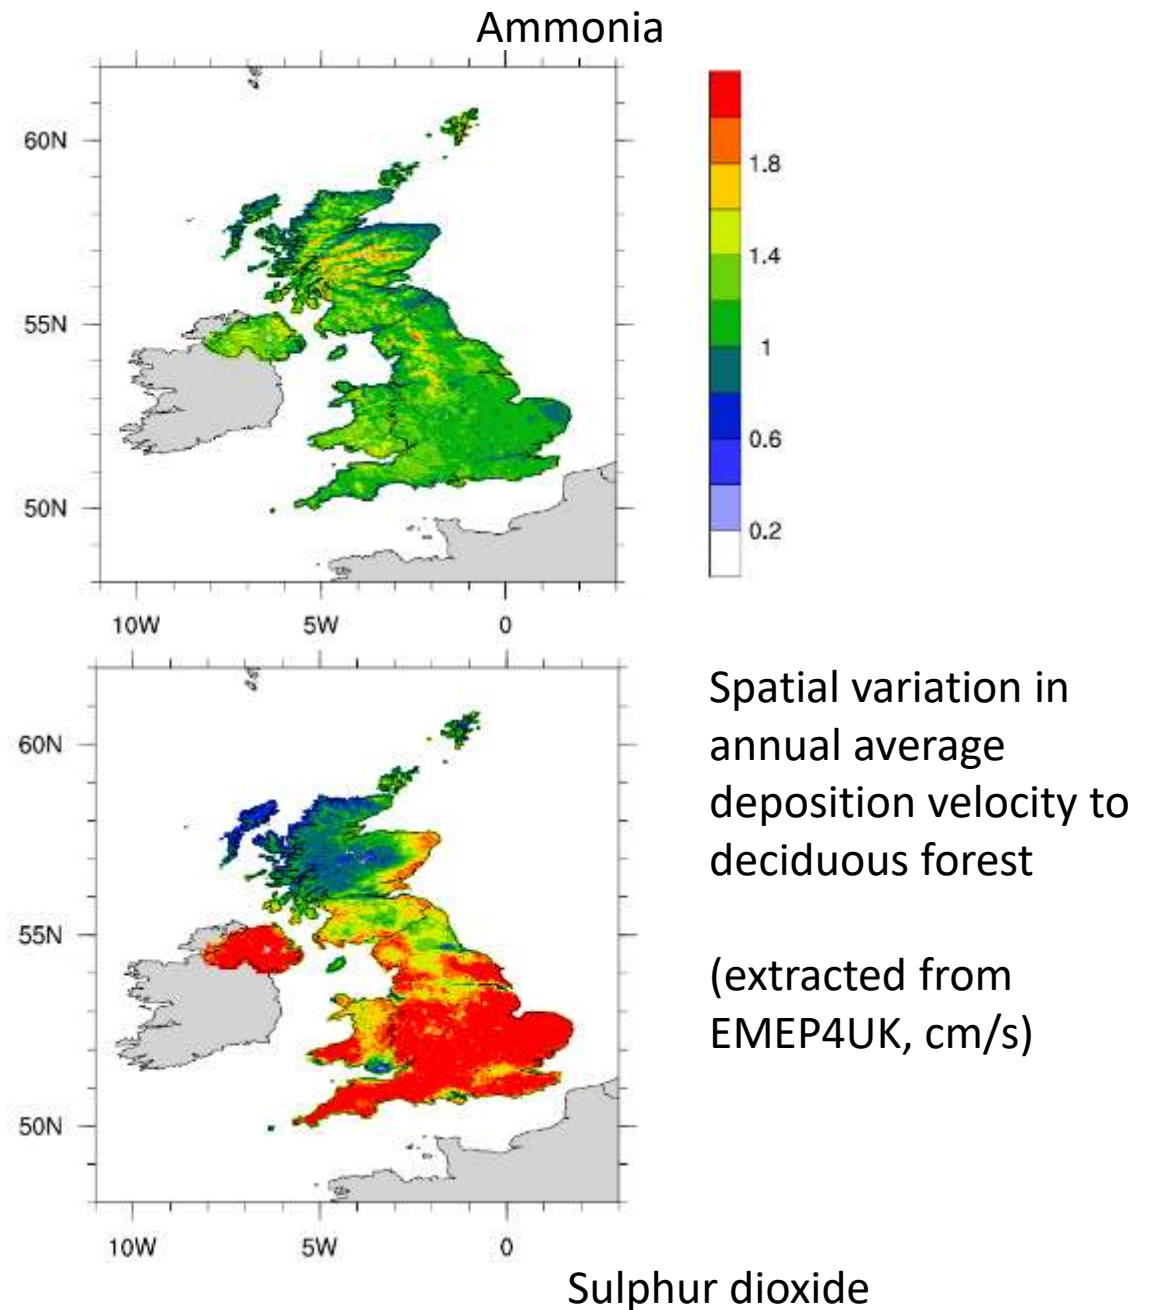 Ammonia
60N
55N
50N
10W 5W 0
1.8
1.4
1
0.6
0.2
Spatial variation in
annual average
deposition velocity to
deciduous forest
(extracted from
EMEP4UK, cm/s)
60N
55N
50N
10W 5W 0
Sulphur dioxide